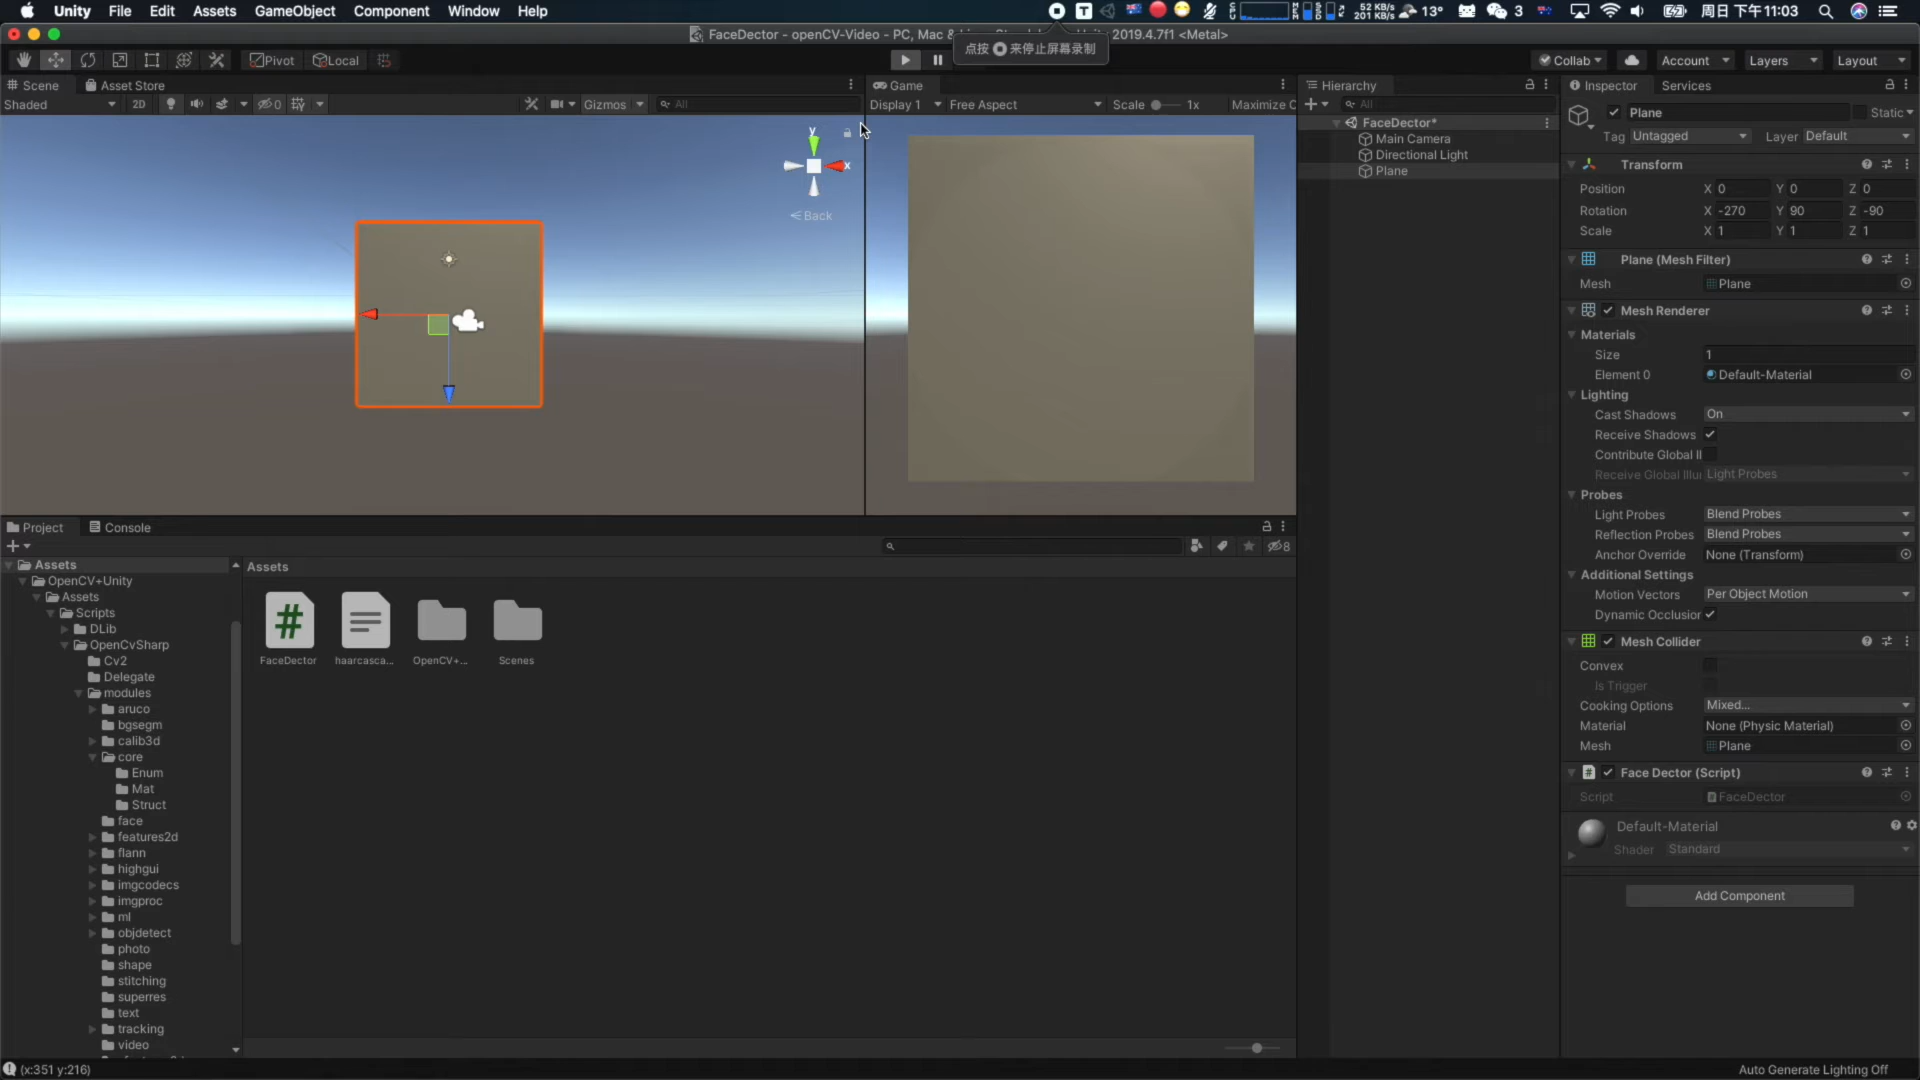 Unity File Edit Assets GameObject Component Window Help
52 KB/s
201 KB/s
13°
3
周日 下午11:03
FaceDector - openCV-Video - PC, Mac &
2019.4.7f1 <Metal>
点按 来停止屏幕录制
Pivot Local
Collab Account Layers Layout
Scene Asset Store
Shaded 2D 0 Gizmos All
y
x
Back
Game
Display 1 Free Aspect Scale 1x Maximize
Hierarchy
All
FaceDector*
Main Camera
Directional Light
Plane
Inspector Services
Plane Static
Tag Untagged Layer Default
Transform
Position X 0 Y 0 Z 0
Rotation X -270 Y 90 Z -90
Scale X 1 Y 1 Z 1
Plane (Mesh Filter)
Mesh Plane
Mesh Renderer
Materials
Size 1
Element 0 Default-Material
Lighting
Cast Shadows On
Receive Shadows
Contribute Global Il
Receive Global Illu Light Probes
Probes
Light Probes Blend Probes
Reflection Probes Blend Probes
Anchor Override None (Transform)
Additional Settings
Motion Vectors Per Object Motion
Dynamic Occlusion
Mesh Collider
Convex
Is Trigger
Cooking Options Mixed...
Material None (Physic Material)
Mesh Plane
Face Dector (Script)
Script FaceDector
Default-Material
Shader Standard
Add Component
Project Console
8
Assets
OpenCV+Unity
Assets
Scripts
DLib
OpenCvSharp
Cv2
Delegate
modules
aruco
bgsegm
calib3d
core
Enum
Mat
Struct
face
features2d
flann
highgui
imgcodecs
imgproc
ml
objdetect
photo
shape
stitching
superres
text
tracking
video
Assets
FaceDector haarcasca... OpenCV+... Scenes
(x:351 y:216)
Auto Generate Lighting Off